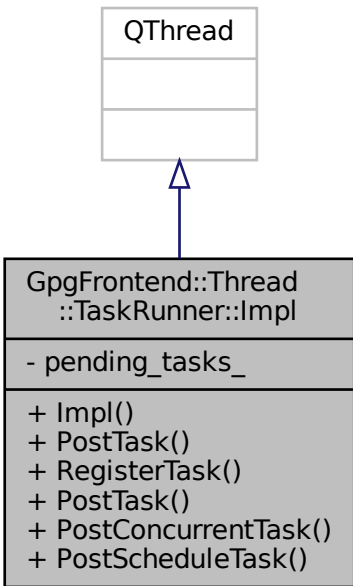 QThread
GpgFrontend::Thread
::TaskRunner::Impl
- pending_tasks_
+ Impl()
+ PostTask()
+ RegisterTask()
+ PostTask()
+ PostConcurrentTask()
+ PostScheduleTask()